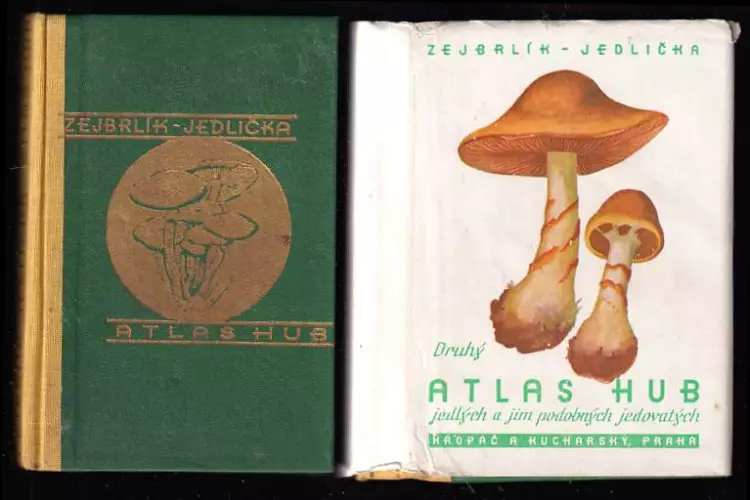 ZEJBRLÍK-JEDLIČKA
ATLAS HUB
ZEJBRLÍK - JEDLIČKA
Druhý
ATLAS HUB
jedlých a jim podobných jedovatých
KROPÁČ A KUCHARSKÝ, PRAHA